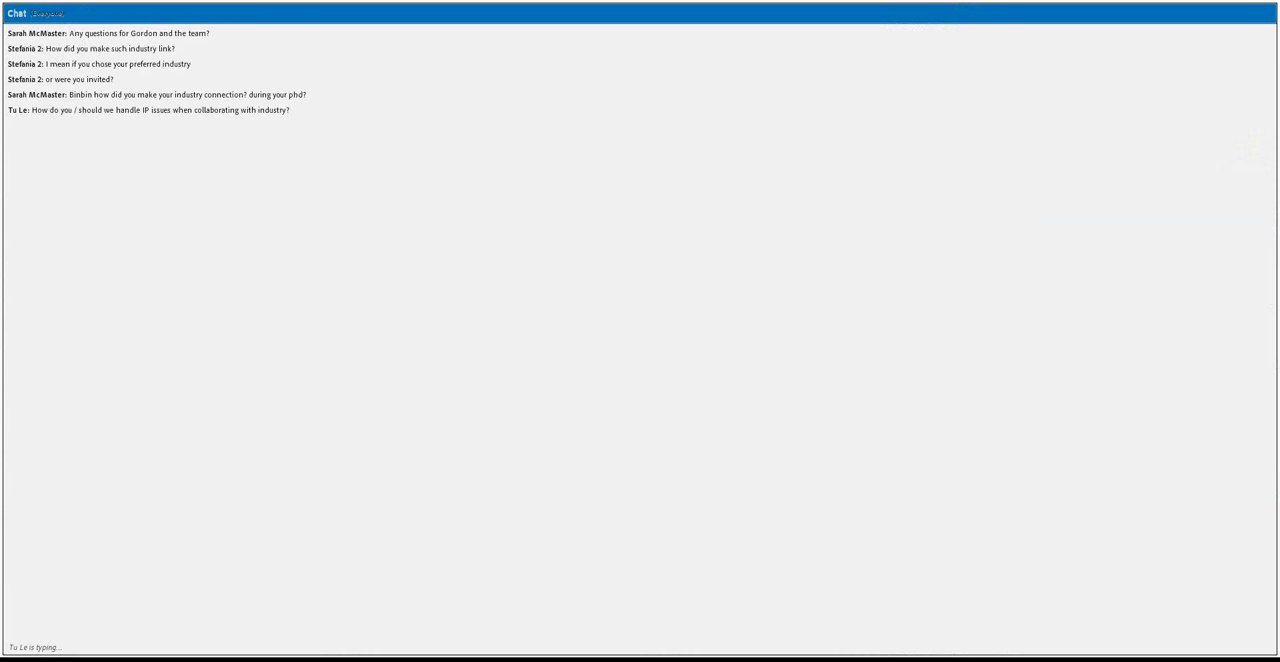 Chat (Everyone)
Sarah McMaster: Any questions for Gordon and the team?
Stefania 2: How did you make such industry link?
Stefania 2: I mean if you chose your preferred industry
Stefania 2: or were you invited?
Sarah McMaster: Binbin how did you make your industry connection? during your phd?
Tu Le: How do you / should we handle IP issues when collaborating with industry?
Tu Le is typing...